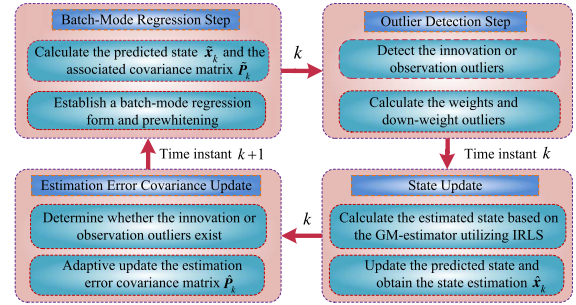 Batch-Mode Regression Step
Calculate the predicted state x̃ₖ and the
associated covariance matrix P̃ₖ
Establish a batch-mode regression
form and prewhitening
k
Outlier Detection Step
Detect the innovation or
observation outliers
Calculate the weights and
down-weight outliers
Time instant k+1
Time instant k
Estimation Error Covariance Update
Determine whether the innovation or
observation outliers exist
Adaptive update the estimation
error covariance matrix P̂ₖ
k
State Update
Calculate the estimated state based on
the GM-estimator utilizing IRLS
Update the predicted state and
obtain the state estimation x̂ₖ